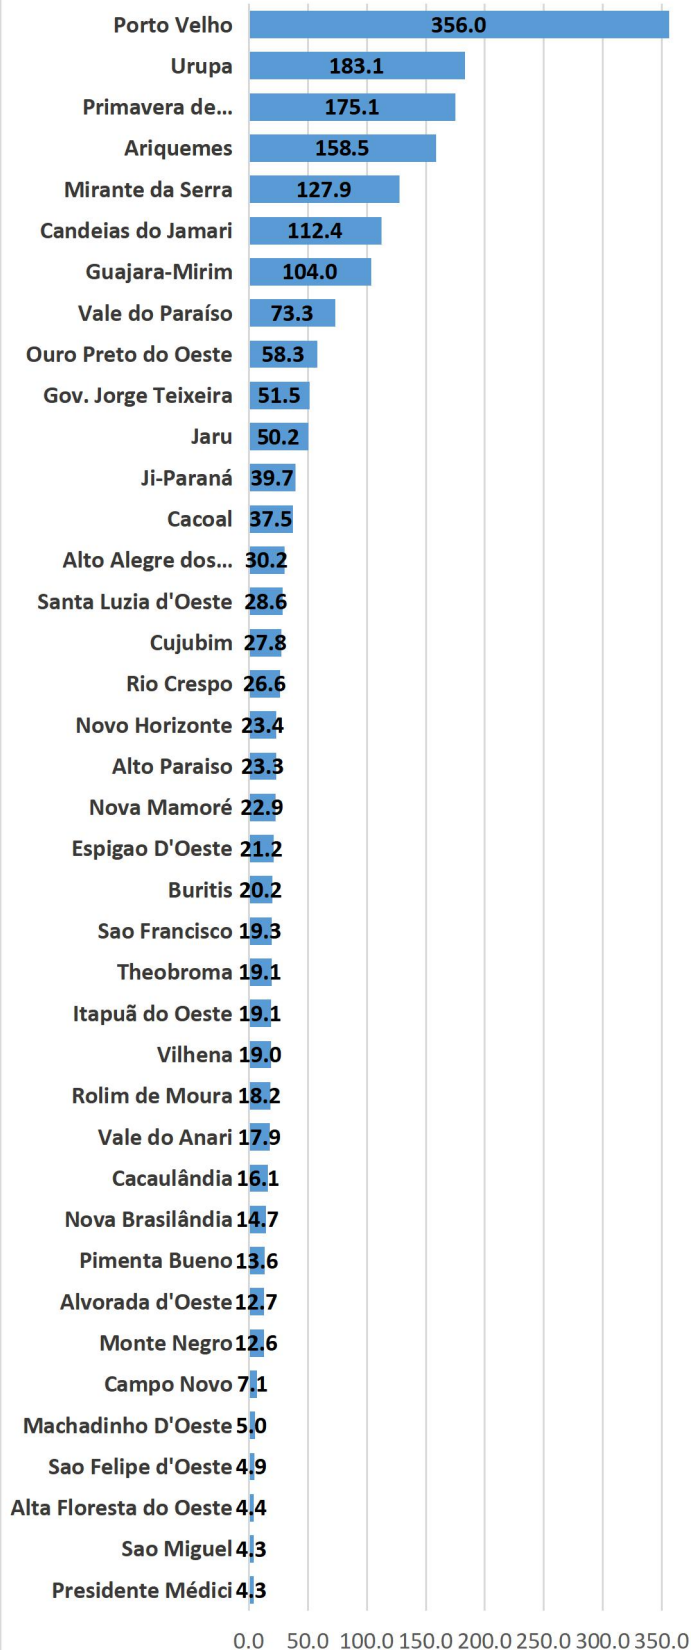 Porto Velho 356.0
Urupa 183.1
Primavera de... 175.1
Ariquemes 158.5
Mirante da Serra 127.9
Candeias do Jamari 112.4
Guajara-Mirim 104.0
Vale do Paraíso 73.3
Ouro Preto do Oeste 58.3
Gov. Jorge Teixeira 51.5
Jaru 50.2
Ji-Paraná 39.7
Cacoal 37.5
Alto Alegre dos... 30.2
Santa Luzia d'Oeste 28.6
Cujubim 27.8
Rio Crespo 26.6
Novo Horizonte 23.4
Alto Paraiso 23.3
Nova Mamoré 22.9
Espigao D'Oeste 21.2
Buritis 20.2
Sao Francisco 19.3
Theobroma 19.1
Itapuã do Oeste 19.1
Vilhena 19.0
Rolim de Moura 18.2
Vale do Anari 17.9
Cacaulândia 16.1
Nova Brasilândia 14.7
Pimenta Bueno 13.6
Alvorada d'Oeste 12.7
Monte Negro 12.6
Campo Novo 7.1
Machadinho D'Oeste 5.0
Sao Felipe d'Oeste 4.9
Alta Floresta do Oeste 4.4
Sao Miguel 4.3
Presidente Médici 4.3
0.0 50.0 100.0 150.0 200.0 250.0 300.0 350.0